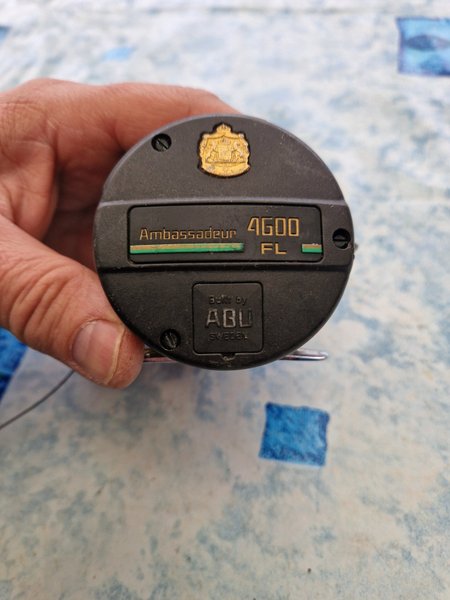 Ambassadeur 4600
FL
Built by
ABU
SWEDEN